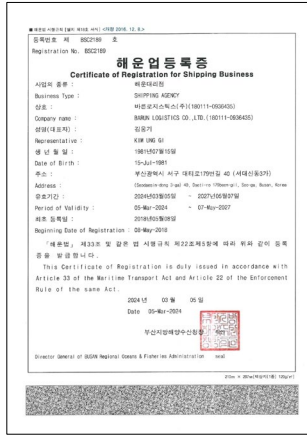 ■ 해운법 시행규칙 [별지 제18호 서식] <개정 2018. 12. 6.>
등록번호 제 BSC2189 호
Registration No. BSC2189
해운업등록증
Certificate of Registration for Shipping Business
사업의 종류 : 해운대리점
Business Type : SHIPPING AGENCY
상호 : 바른로지스틱스(주)(180111-0936435)
Company name : BARUN LOGISTICS CO.,LTD.(180111-0936435)
성명(대표자) : 김웅기
Representative : KIM UNG GI
생 년 월 일 : 1981년07월15일
Date of Birth : 15-Jul-1981
주소 : 부산광역시 서구 대티로179번길 40 (서대신동3가)
Address : (Seodaesin-dong 3-ga) 40, Daeti-ro 179beon-gil, Seo-gu, Busan, Korea
유효기간 : 2024년03월05일 - 2027년05월07일
Period of Validity : 05-Mar-2024 - 07-May-2027
최초 등록일 : 2018년05월08일
Beginning Date of Registration : 08-May-2018
「해운법」 제33조 및 같은 법 시행규칙 제22조제5항에 따라 위와 같이 등록
증을 발급합니다.
This Certificate of Registration is duly issued in accordance with
Article 33 of the Maritime Transport Act and Article 22 of the Enforcement
Rule of the same Act.
2024 년 03 월 05 일
Date 05-Mar-2024
부산지방해양수산청장
Director General of BUSAN Regional Oceans & Fisheries Administration seal
210㎜ × 297㎜[백상지(1종) 120g/㎡]